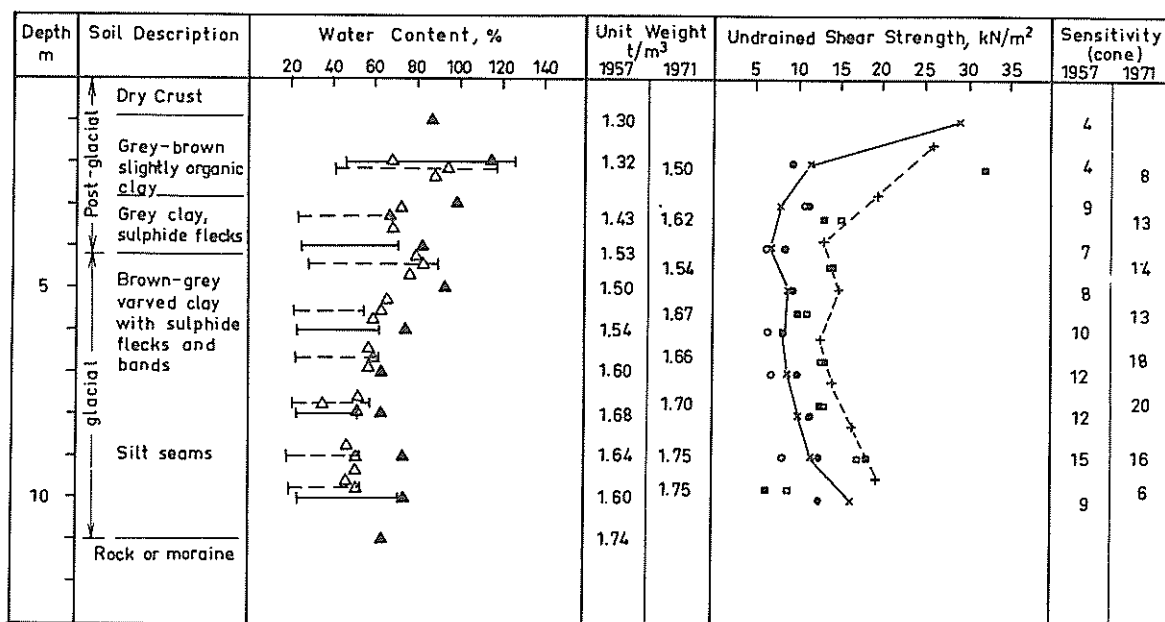 Depth
m
Soil Description
Water Content, %
Unit Weight
t/m³
Undrained Shear Strength, kN/m²
Sensitivity
(cone)
20 40 60 80 100 120 140
1957 1971
5 10 15 20 25 30 35
1957 1971
Post-glacial
Dry Crust
1.30
4
Grey-brown
slightly organic
clay
1.32
1.50
4
8
Grey clay,
sulphide flecks
1.43
1.62
9
13
glacial
1.53
7
5
Brown-grey
varved clay
with sulphide
flecks and
bands
1.54
14
1.50
8
1.67
13
1.54
10
1.66
18
1.60
12
1.70
20
1.68
12
Silt seams
1.64
1.75
15
16
10
1.75
6
1.60
9
1.74
Rock or moraine